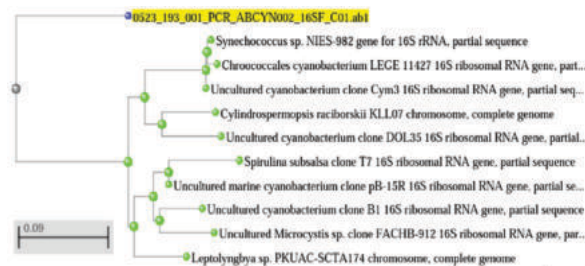 0523_193_001_PCR_ABCYN002_16SF_C01.ab1
Synechococcus sp. NIES-982 gene for 16S rRNA, partial sequence
Chroococcales cyanobacterium LEGE 11427 16S ribosomal RNA gene, part...
Uncultured cyanobacterium clone Cym3 16S ribosomal RNA gene, partial seq...
Cylindrospermopsis raciborskii KLL07 chromosome, complete genome
Uncultured cyanobacterium clone DOL35 16S ribosomal RNA gene, partial...
Spirulina subsalsa clone T7 16S ribosomal RNA gene, partial sequence
Uncultured marine cyanobacterium clone pB-15R 16S ribosomal RNA gene, partial se...
Uncultured cyanobacterium clone B1 16S ribosomal RNA gene, partial sequence
Uncultured Microcystis sp. clone FACHB-912 16S ribosomal RNA gene, par...
Leptolyngbya sp. PKUAC-SCTA174 chromosome, complete genome
0.09